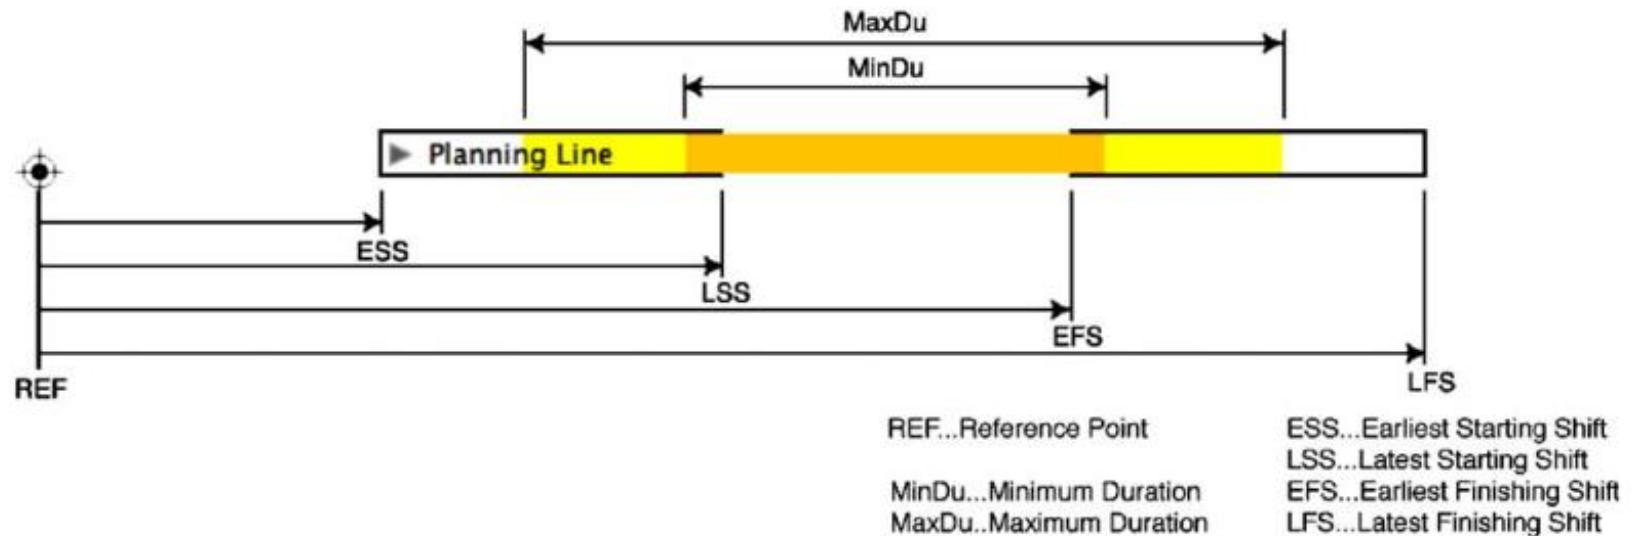 MaxDu
MinDu
Planning Line
ESS
LSS
EFS
REF
LFS
REF...Reference Point
ESS...Earliest Starting Shift
LSS...Latest Starting Shift
MinDu...Minimum Duration
EFS...Earliest Finishing Shift
MaxDu..Maximum Duration
LFS...Latest Finishing Shift